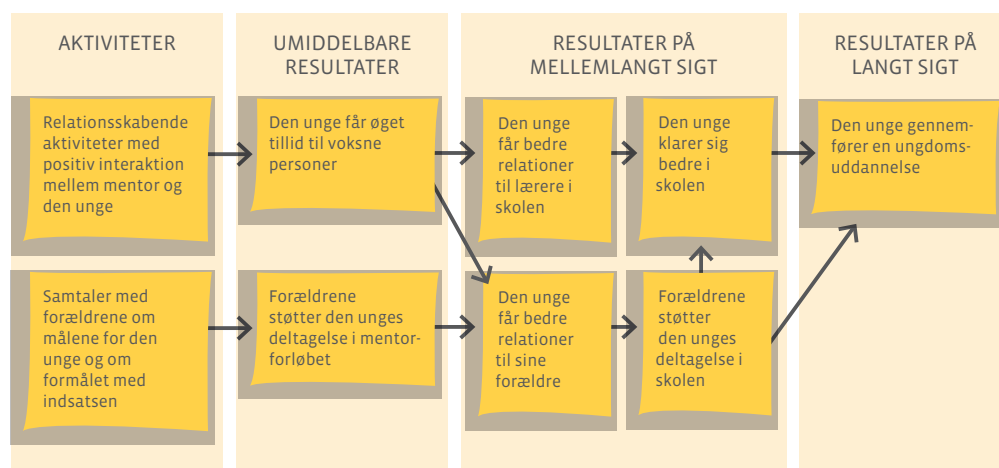 AKTIVITETER
UMIDDELBARE
RESULTATER
RESULTATER PÅ
MELLEMLANGT SIGT
RESULTATER PÅ
LANGT SIGT
Relationsskabende
aktiviteter med
positiv interaktion
mellem mentor og
den unge
Den unge får øget
tillid til voksne
personer
Den unge
får bedre
relationer
til lærere i
skolen
Den unge
klarer sig
bedre i
skolen
Den unge gennem-
fører en ungdoms-
uddannelse
Samtaler med
forældrene om
målene for den
unge og om
formålet med
indsatsen
Forældrene
støtter den unges
deltagelse i mentor-
forløbet
Den unge
får bedre
relationer
til sine
forældre
Forældrene
støtter
den unges
deltagelse i
skolen